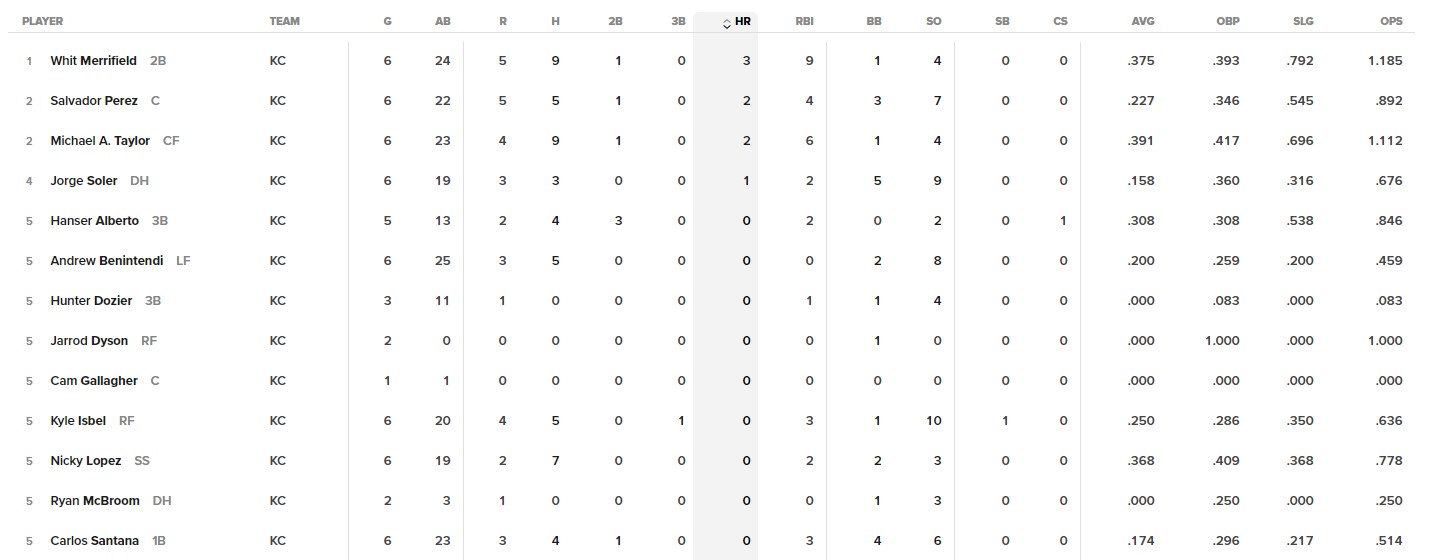 PLAYER TEAM G AB R H 2B 3B HR RBI BB SO SB CS AVG OBP SLG OPS
1 Whit Merrifield 2B KC 6 24 5 9 1 0 3 9 1 4 0 0 .375 .393 .792 1.185
2 Salvador Perez C KC 6 22 5 5 1 0 2 4 3 7 0 0 .227 .346 .545 .892
2 Michael A. Taylor CF KC 6 23 4 9 1 0 2 6 1 4 0 0 .391 .417 .696 1.112
4 Jorge Soler DH KC 6 19 3 3 0 0 1 2 5 9 0 0 .158 .360 .316 .676
5 Hanser Alberto 3B KC 5 13 2 4 3 0 0 2 0 2 0 1 .308 .308 .538 .846
5 Andrew Benintendi LF KC 6 25 3 5 0 0 0 0 2 8 0 0 .200 .259 .200 .459
5 Hunter Dozier 3B KC 3 11 1 0 0 0 0 1 1 4 0 0 .000 .083 .000 .083
5 Jarrod Dyson RF KC 2 0 0 0 0 0 0 0 1 0 0 0 .000 1.000 .000 1.000
5 Cam Gallagher C KC 1 1 0 0 0 0 0 0 0 0 0 0 .000 .000 .000 .000
5 Kyle Isbel RF KC 6 20 4 5 0 1 0 3 1 10 1 0 .250 .286 .350 .636
5 Nicky Lopez SS KC 6 19 2 7 0 0 0 2 2 3 0 0 .368 .409 .368 .778
5 Ryan McBroom DH KC 2 3 1 0 0 0 0 0 1 3 0 0 .000 .250 .000 .250
5 Carlos Santana 1B KC 6 23 3 4 1 0 0 3 4 6 0 0 .174 .296 .217 .514